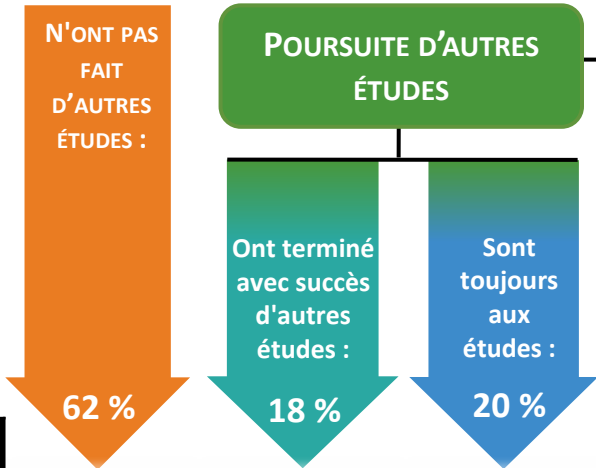 N'ONT PAS
FAIT
D'AUTRES
ÉTUDES :
62 %
POURSUITE D'AUTRES
ÉTUDES
Ont terminé
avec succès
d'autres
études :
18 %
Sont
toujours
aux
études :
20 %